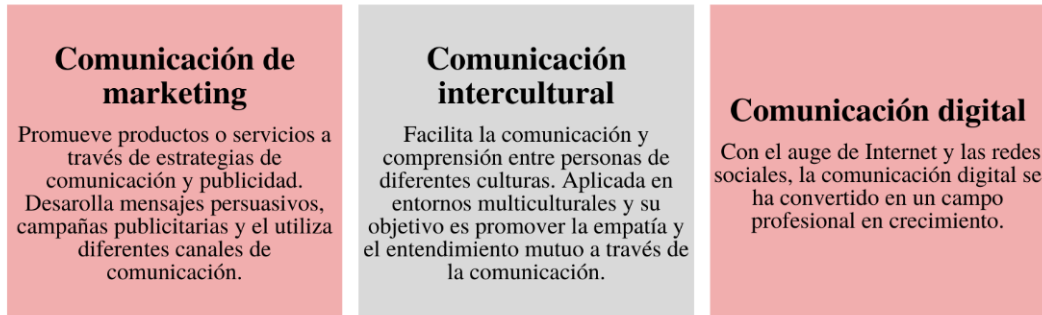 Comunicación de
marketing
Promueve productos o servicios a
través de estrategias de
comunicación y publicidad.
Desarolla mensajes persuasivos,
campañas publicitarias y el utiliza
diferentes canales de
comunicación.
Comunicación
intercultural
Facilita la comunicación y
comprensión entre personas de
diferentes culturas. Aplicada en
entornos multiculturales y su
objetivo es promover la empatía y
el entendimiento mutuo a través de
la comunicación.
Comunicación digital
Con el auge de Internet y las redes
sociales, la comunicación digital se
ha convertido en un campo
profesional en crecimiento.